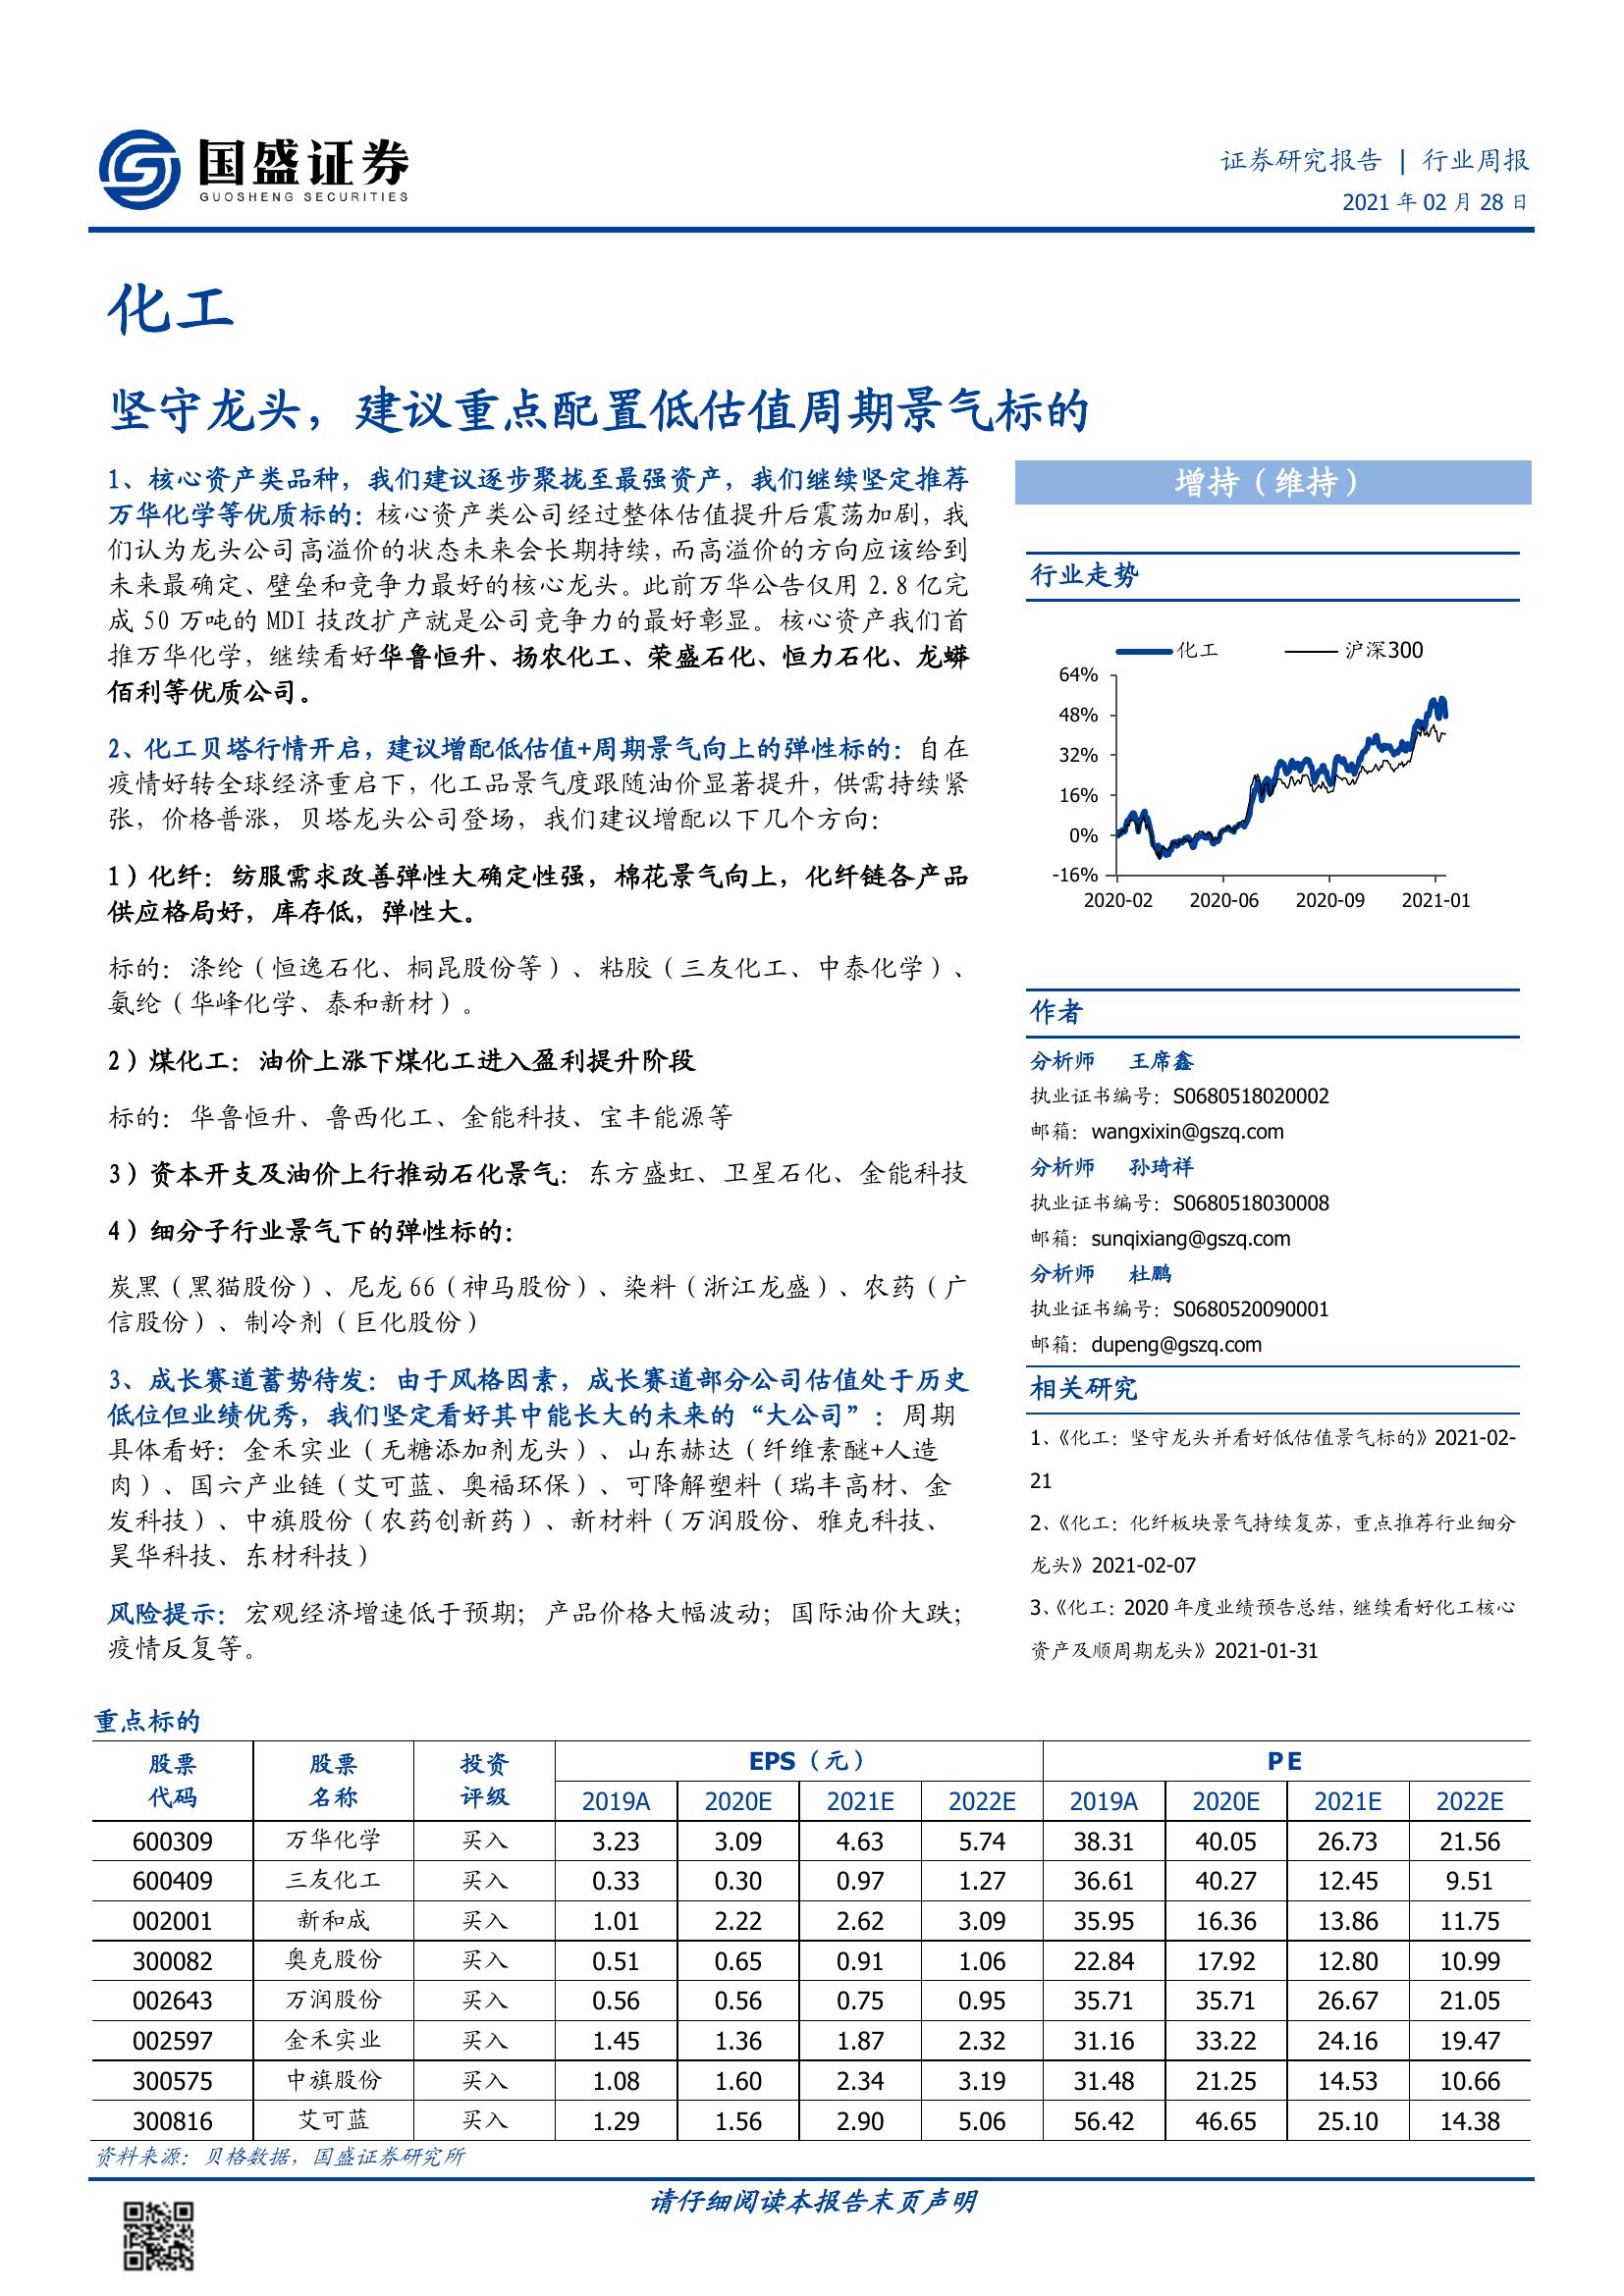 国盛证券
GUOSHENG SECURITIES
证券研究报告 | 行业周报
2021 年 02 月 28 日
化工
坚守龙头，建议重点配置低估值周期景气标的
1、核心资产类品种，我们建议逐步聚拢至最强资产，我们继续坚定推荐
万华化学等优质标的：核心资产类公司经过整体估值提升后震荡加剧，我
们认为龙头公司高溢价的状态未来会长期持续，而高溢价的方向应该给到
未来最确定、壁垒和竞争力最好的核心龙头。此前万华公告仅用 2.8 亿完
成 50 万吨的 MDI 技改扩产就是公司竞争力的最好彰显。核心资产我们首
推万华化学，继续看好华鲁恒升、扬农化工、荣盛石化、恒力石化、龙蟒
佰利等优质公司。
2、化工贝塔行情开启，建议增配低估值+周期景气向上的弹性标的：自在
疫情好转全球经济重启下，化工品景气度跟随油价显著提升，供需持续紧
张，价格普涨，贝塔龙头公司登场，我们建议增配以下几个方向：
1）化纤：纺服需求改善弹性大确定性强，棉花景气向上，化纤链各产品
供应格局好，库存低，弹性大。
标的：涤纶（恒逸石化、桐昆股份等）、粘胶（三友化工、中泰化学）、
氨纶（华峰化学、泰和新材）。
2）煤化工：油价上涨下煤化工进入盈利提升阶段
标的：华鲁恒升、鲁西化工、金能科技、宝丰能源等
3）资本开支及油价上行推动石化景气：东方盛虹、卫星石化、金能科技
4）细分子行业景气下的弹性标的：
炭黑（黑猫股份）、尼龙 66（神马股份）、染料（浙江龙盛）、农药（广
信股份）、制冷剂（巨化股份）
3、成长赛道蓄势待发：由于风格因素，成长赛道部分公司估值处于历史
低位但业绩优秀，我们坚定看好其中能长大的未来的“大公司”：周期
具体看好：金禾实业（无糖添加剂龙头）、山东赫达（纤维素醚+人造
肉）、国六产业链（艾可蓝、奥福环保）、可降解塑料（瑞丰高材、金
发科技）、中旗股份（农药创新药）、新材料（万润股份、雅克科技、
昊华科技、东材科技）
风险提示：宏观经济增速低于预期；产品价格大幅波动；国际油价大跌；
疫情反复等。
增持（维持）
行业走势
化工 沪深300
64%
48%
32%
16%
0%
-16%
2020-02 2020-06 2020-09 2021-01
作者
分析师 王席鑫
执业证书编号：S0680518020002
邮箱：wangxixin@gszq.com
分析师 孙琦祥
执业证书编号：S0680518030008
邮箱：sunqixiang@gszq.com
分析师 杜鹏
执业证书编号：S0680520090001
邮箱：dupeng@gszq.com
相关研究
1、《化工：坚守龙头并看好低估值景气标的》2021-02-
21
2、《化工：化纤板块景气持续复苏，重点推荐行业细分
龙头》2021-02-07
3、《化工：2020 年度业绩预告总结，继续看好化工核心
资产及顺周期龙头》2021-01-31
重点标的
股票 股票 投资 EPS（元） PE
代码 名称 评级 2019A 2020E 2021E 2022E 2019A 2020E 2021E 2022E
600309 万华化学 买入 3.23 3.09 4.63 5.74 38.31 40.05 26.73 21.56
600409 三友化工 买入 0.33 0.30 0.97 1.27 36.61 40.27 12.45 9.51
002001 新和成 买入 1.01 2.22 2.62 3.09 35.95 16.36 13.86 11.75
300082 奥克股份 买入 0.51 0.65 0.91 1.06 22.84 17.92 12.80 10.99
002643 万润股份 买入 0.56 0.56 0.75 0.95 35.71 35.71 26.67 21.05
002597 金禾实业 买入 1.45 1.36 1.87 2.32 31.16 33.22 24.16 19.47
300575 中旗股份 买入 1.08 1.60 2.34 3.19 31.48 21.25 14.53 10.66
300816 艾可蓝 买入 1.29 1.56 2.90 5.06 56.42 46.65 25.10 14.38
资料来源：贝格数据，国盛证券研究所
请仔细阅读本报告末页声明